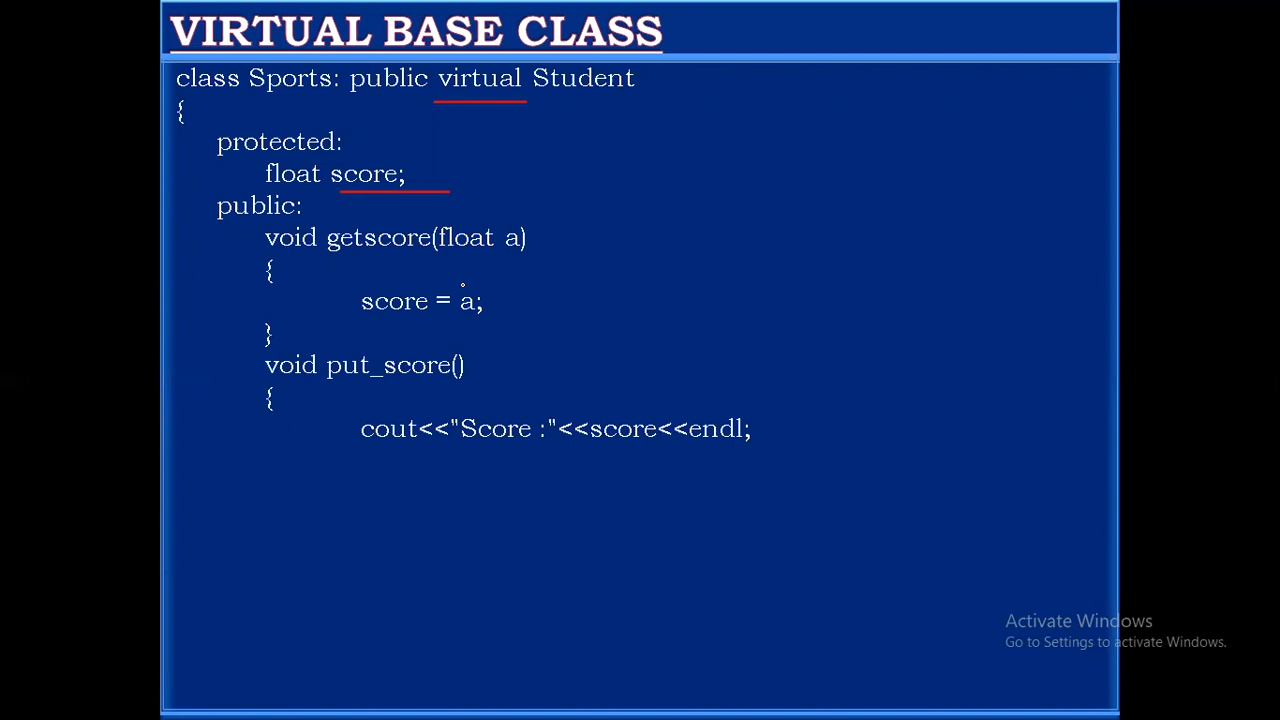 VIRTUAL BASE CLASS
class Sports: public virtual Student
{
protected:
float score;
public:
void getscore(float a)
{
score = a;
}
void put_score()
{
cout<<"Score :"<<score<<endl;
Activate Windows
Go to Settings to activate Windows.